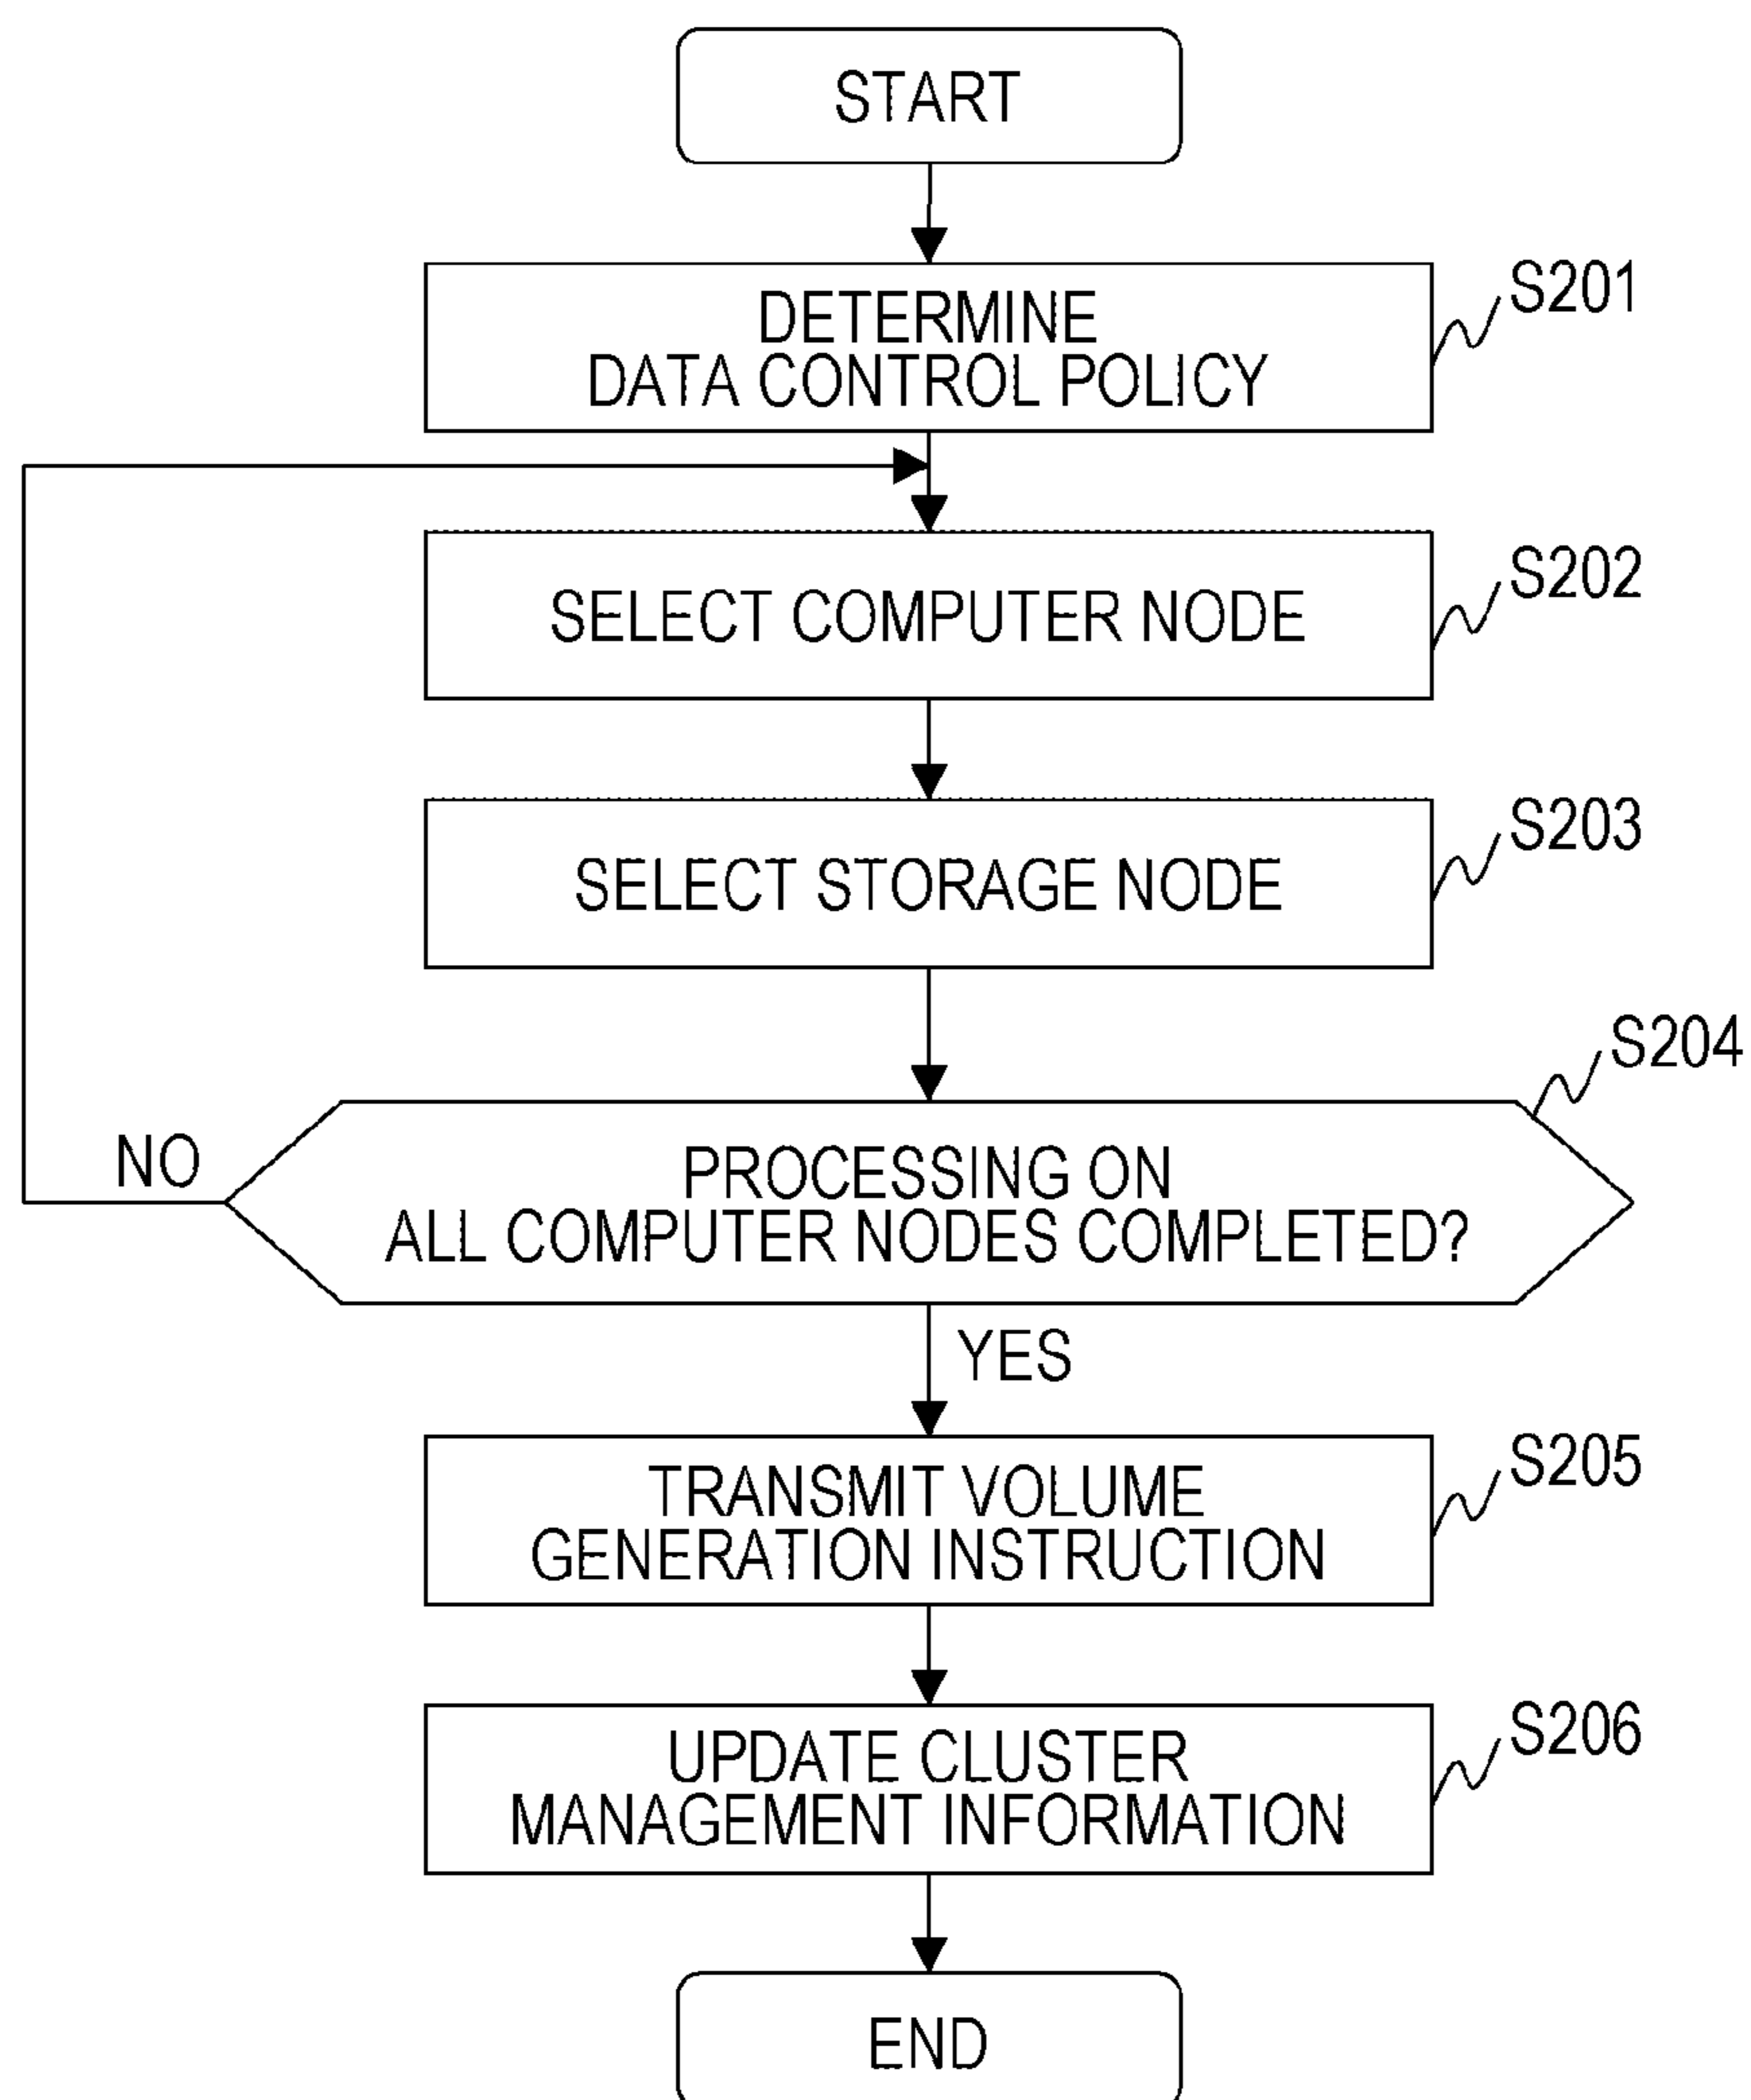 START
DETERMINE
DATA CONTROL POLICY
S201
SELECT COMPUTER NODE
S202
SELECT STORAGE NODE
S203
S204
PROCESSING ON
ALL COMPUTER NODES COMPLETED?
NO
YES
TRANSMIT VOLUME
GENERATION INSTRUCTION
S205
UPDATE CLUSTER
MANAGEMENT INFORMATION
S206
END